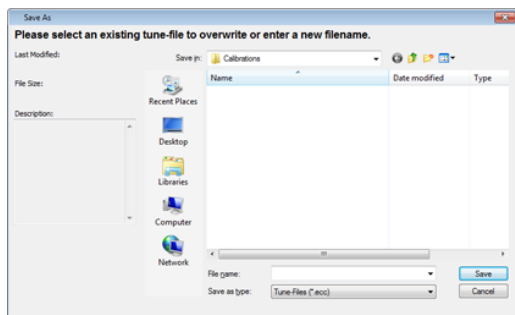 Save As
Please select an existing tune-file to overwrite or enter a new filename.
Last Modified:
File Size:
Description:
Save in:
Calibrations
Recent Places
Desktop
Libraries
Computer
Network
Name
Date modified
Type
File name:
Save
Save as type:
Tune-Files (*.ecc)
Cancel